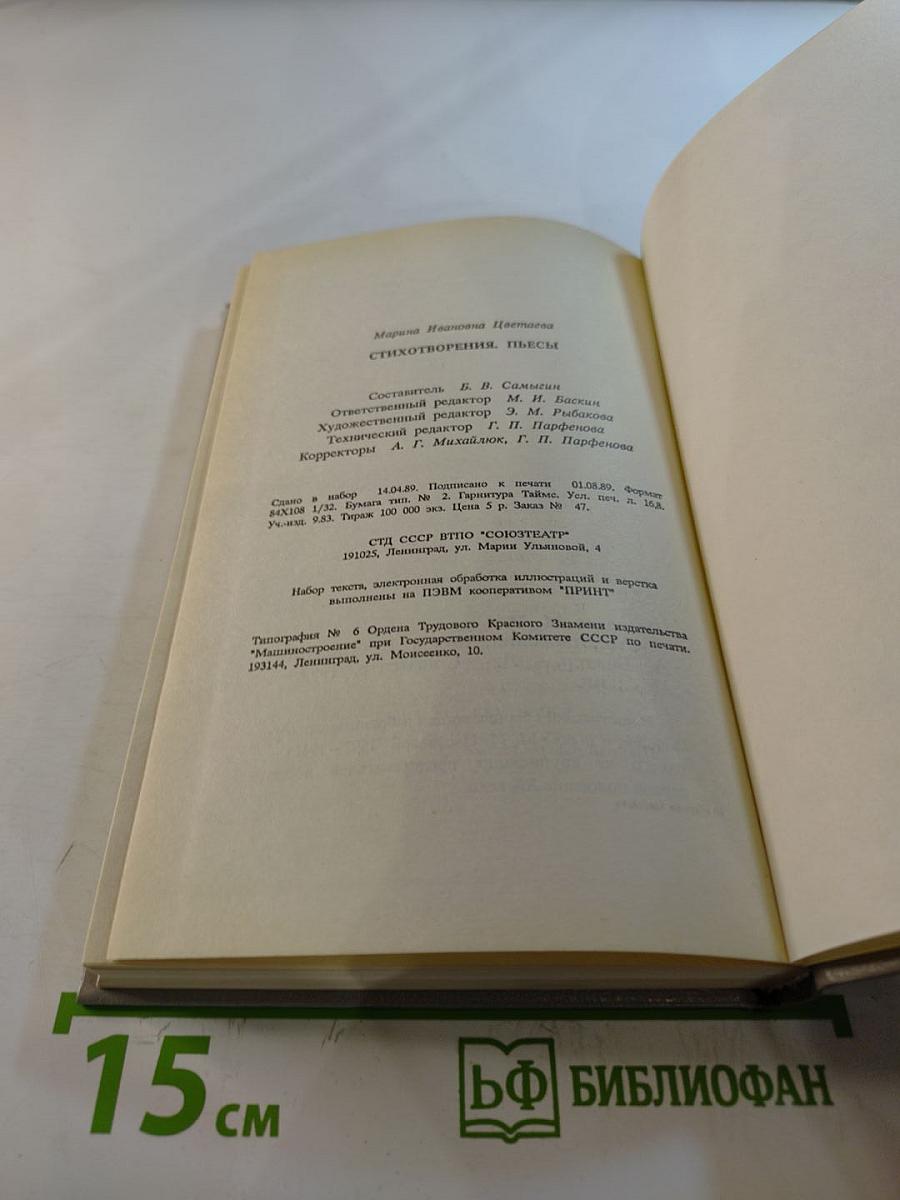 Марина Ивановна Цветаева
СТИХОТВОРЕНИЯ. ПЬЕСЫ
Составитель Б. В. Самыгин
Ответственный редактор М. И. Баскин
Художественный редактор Э. М. Рыбакова
Технический редактор Г. П. Парфенова
Корректоры А. Г. Михайлюк, Г. П. Парфенова
Сдано в набор 14.04.89. Подписано к печати 01.08.89. Формат
84X108 1/32. Бумага тип. № 2. Гарнитура Таймс. Усл. печ. л. 16,8.
Уч.-изд. 9.83. Тираж 100 000 экз. Цена 5 р. Заказ № 47.
СТД СССР ВТПО "СОЮЗТЕАТР"
191025, Ленинград, ул. Марии Ульяновой, 4
Набор текста, электронная обработка иллюстраций и верстка
выполнены на ПЭВМ кооперативом "ПРИНТ"
Типография № 6 Ордена Трудового Красного Знамени издательства
"Машиностроение" при Государственном Комитете СССР по печати.
193144, Ленинград, ул. Моисеенко, 10.
15 см
ЬФ БИБЛИОФАН